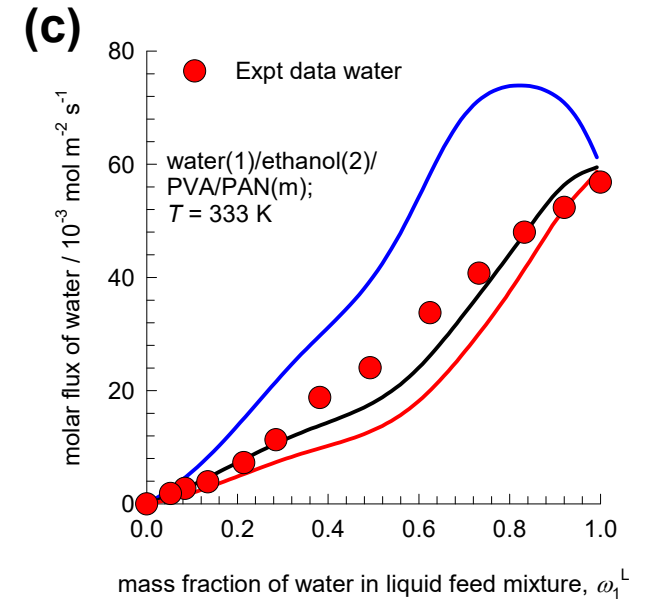 (c)
80
Expt data water
water(1)/ethanol(2)/
PVA/PAN(m);
T = 333 K
60
40
20
0
0.0 0.2 0.4 0.6 0.8 1.0
molar flux of water / 10⁻³ mol m⁻² s⁻¹
mass fraction of water in liquid feed mixture, ω₁ᴸ